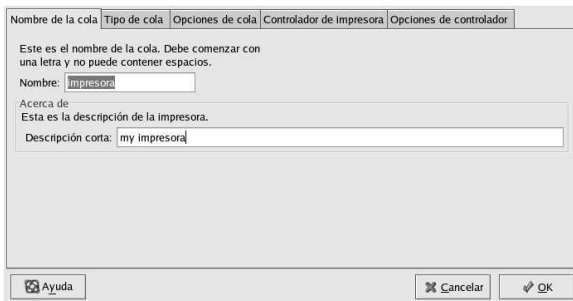 Nombre de la cola Tipo de cola Opciones de cola Controlador de impresora Opciones de controlador
Este es el nombre de la cola. Debe comenzar con
una letra y no puede contener espacios.
Nombre: impresora
Acerca de
Esta es la descripción de la impresora.
Descripción corta: my impresora
Ayuda Cancelar OK